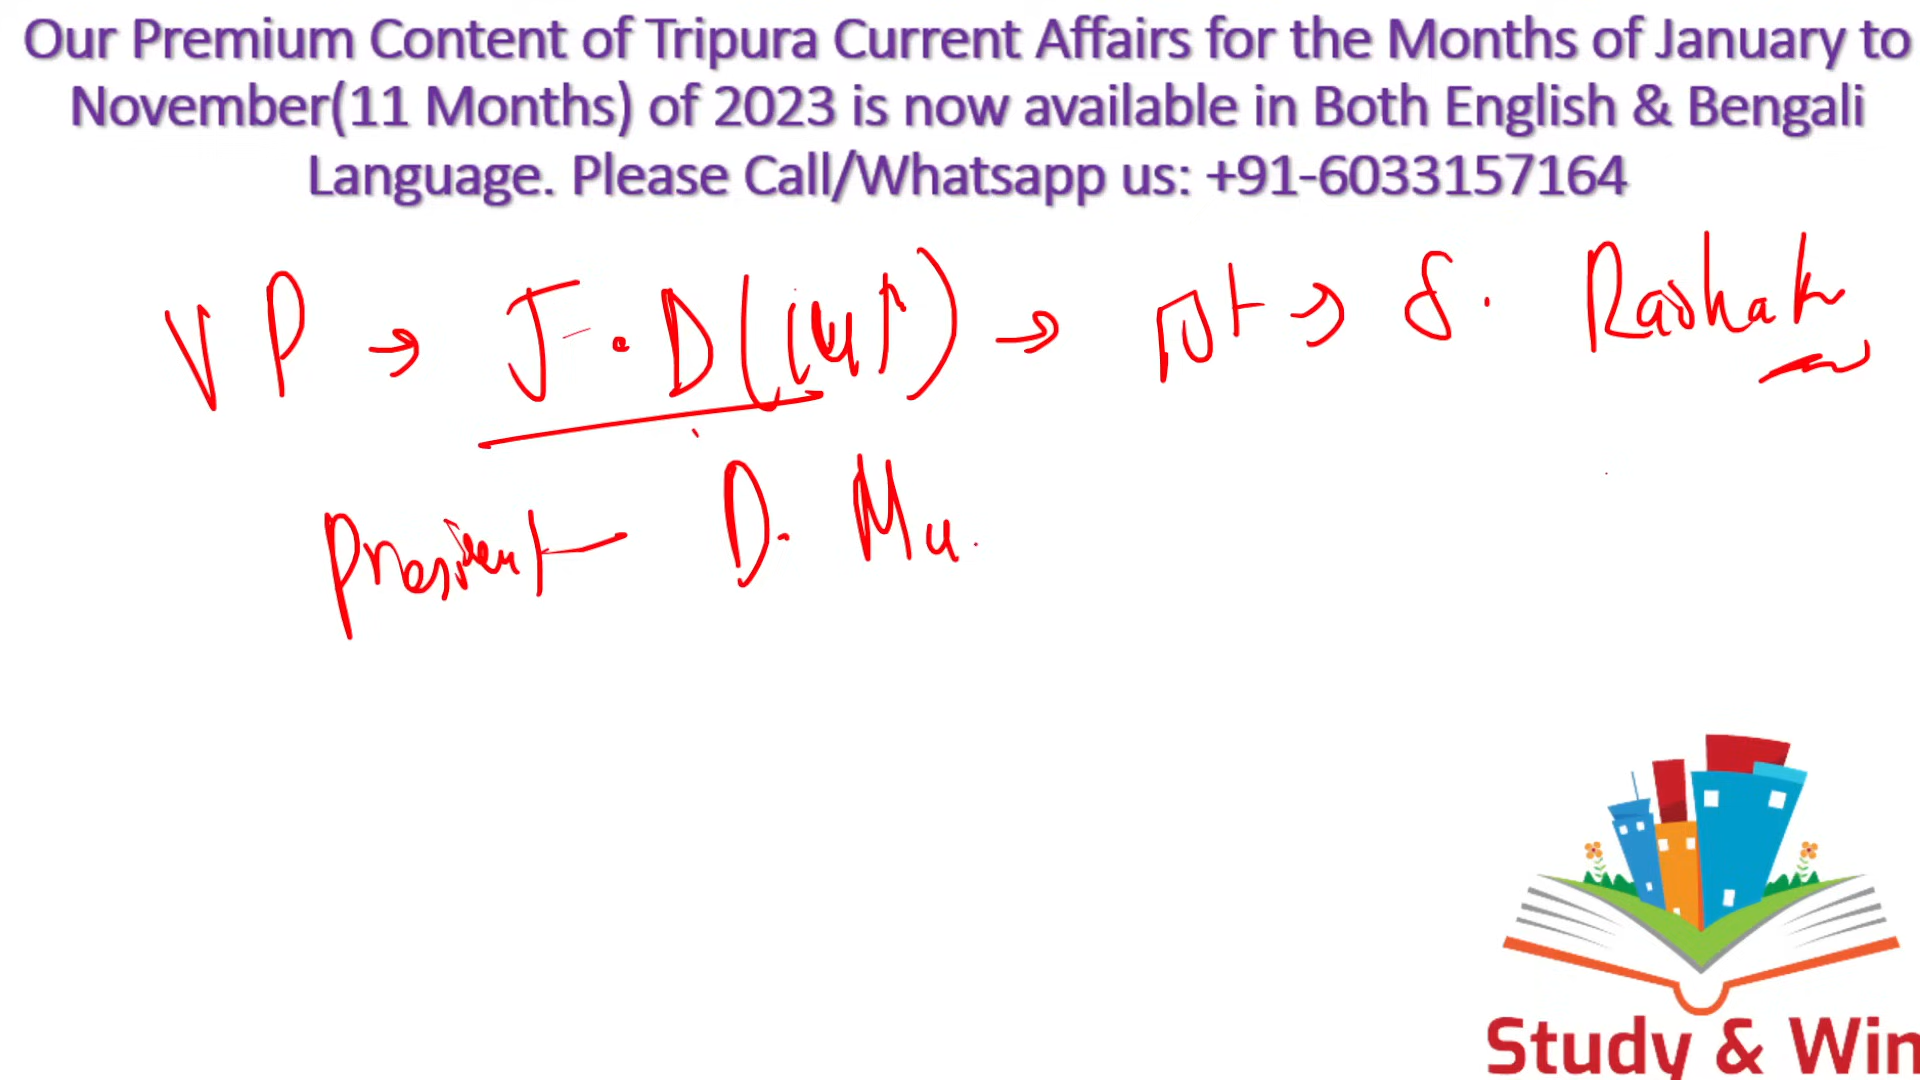 Our Premium Content of Tripura Current Affairs for the Months of January to
November(11 Months) of 2023 is now available in Both English & Bengali
Language. Please Call/Whatsapp us: +91-6033157164
VP → J. D ( ) → → S.
President - D. Mu.
Study & Win